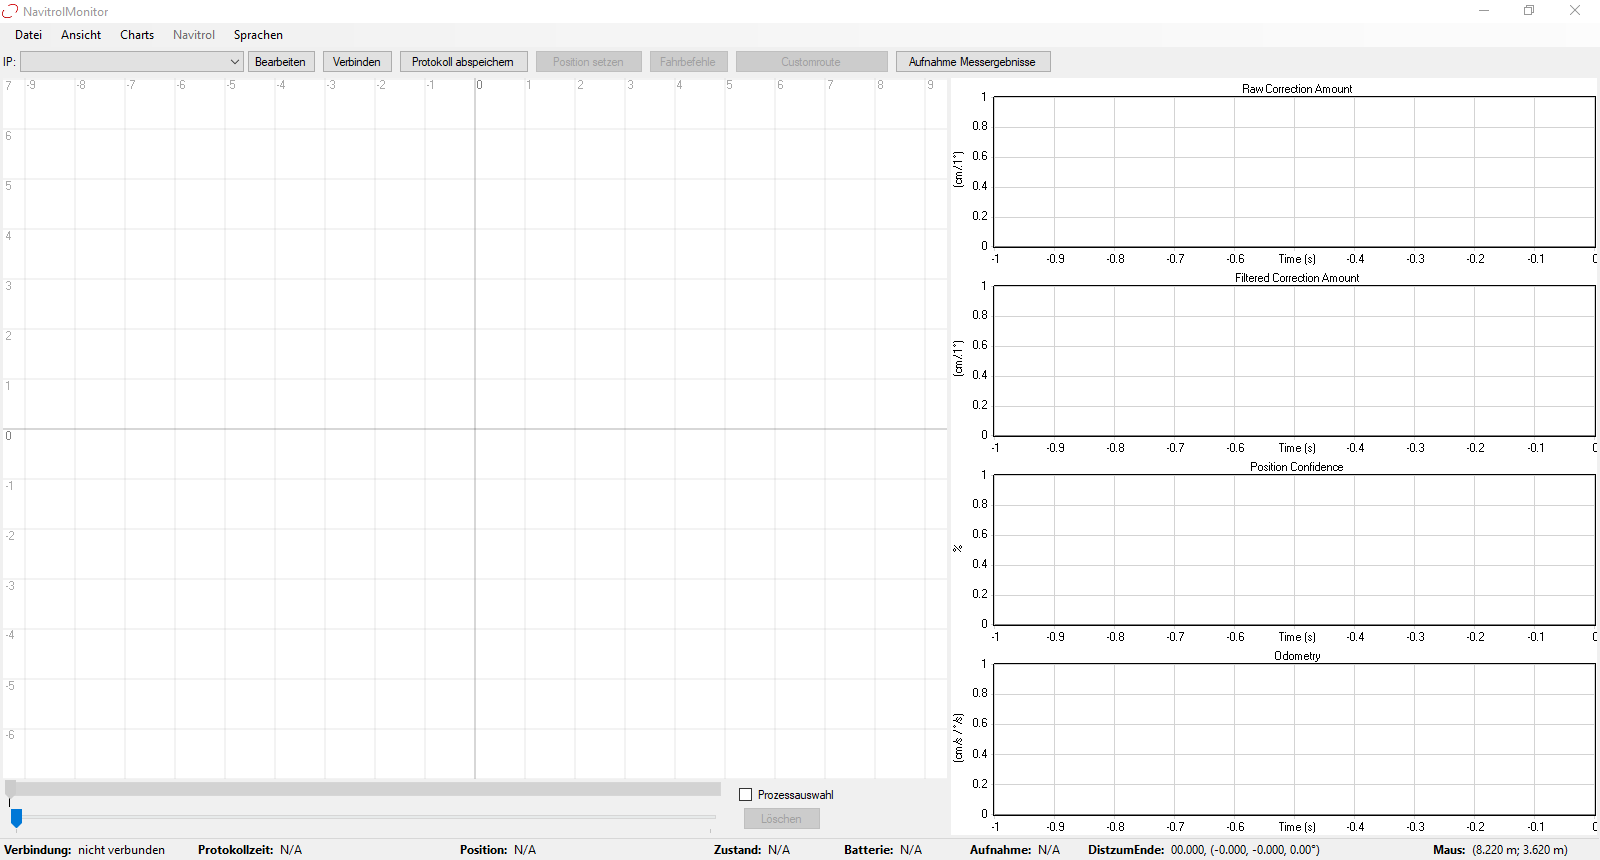 NavitrolMonitor
Datei Ansicht Charts Navitrol Sprachen
IP: Bearbeiten Verbinden Protokoll abspeichern Position setzen Fahrbefehle Customroute Aufnahme Messergebnisse
7 -9 -8 -7 -6 -5 -4 -3 -2 -1 0 1 2 3 4 5 6 7 8 9
6
5
4
3
2
1
0
-1
-2
-3
-4
-5
-6
Raw Correction Amount
1
0.8
0.6
0.4
0.2
0
(cm/.1°)
-1 -0.9 -0.8 -0.7 -0.6 Time (s) -0.4 -0.3 -0.2 -0.1 0
Filtered Correction Amount
1
0.8
0.6
0.4
0.2
0
(cm/.1°)
-1 -0.9 -0.8 -0.7 -0.6 Time (s) -0.4 -0.3 -0.2 -0.1 0
Position Confidence
1
0.8
0.6
0.4
0.2
0
%
-1 -0.9 -0.8 -0.7 -0.6 Time (s) -0.4 -0.3 -0.2 -0.1 0
Odometry
1
0.8
0.6
0.4
0.2
0
(cm/s / °/s)
-1 -0.9 -0.8 -0.7 -0.6 Time (s) -0.4 -0.3 -0.2 -0.1 0
Prozessauswahl
Löschen
Verbindung: nicht verbunden Protokollzeit: N/A Position: N/A Zustand: N/A Batterie: N/A Aufnahme: N/A DistzumEnde: 00.000, (-0.000, -0.000, 0.00°) Maus: (8.220 m; 3.620 m)